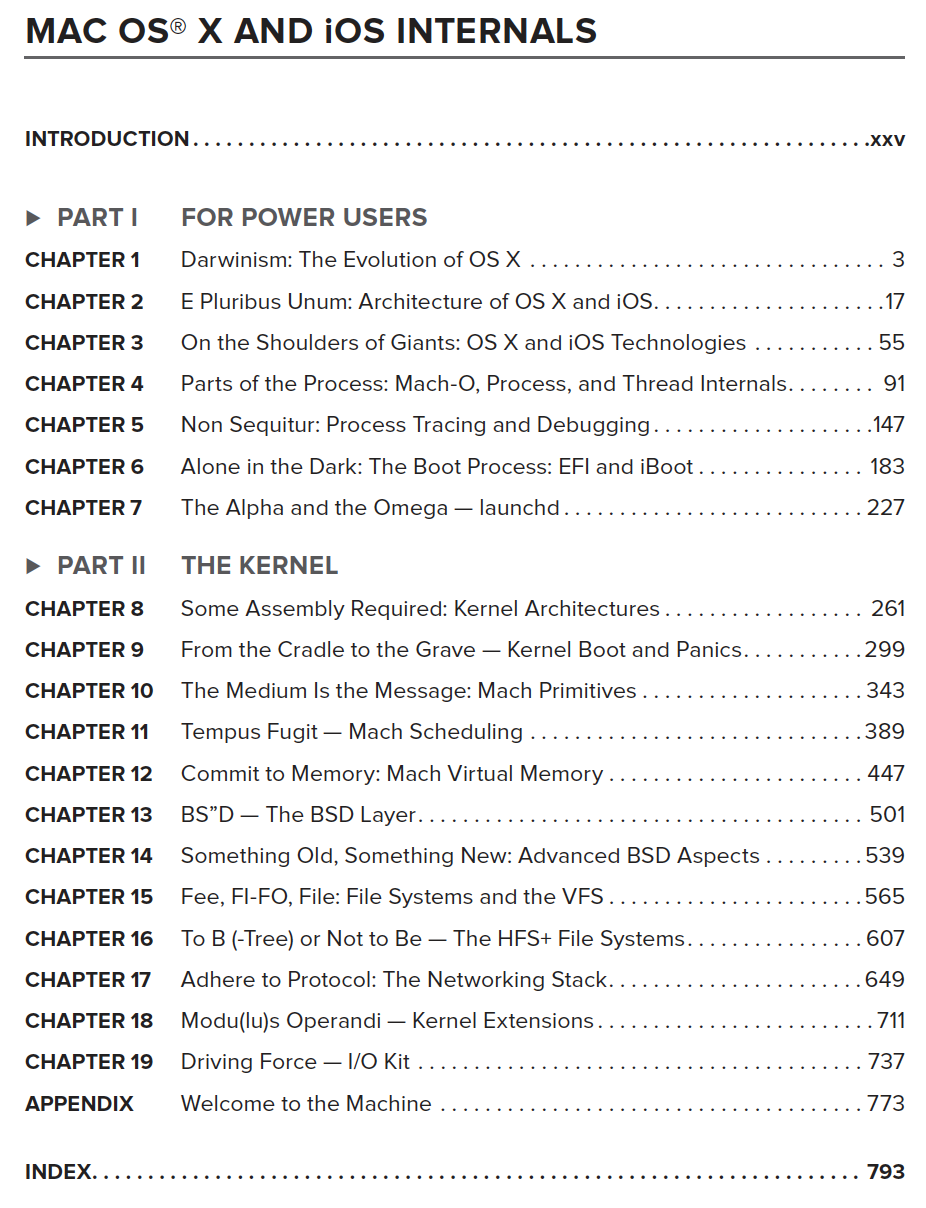 MAC OS® X AND iOS INTERNALS
INTRODUCTION. . . . . . . . . . . . . . . . . . . . . . . . . . . . . . . . . . . . . . . . . . . . . . . . . . . . . . . . . . . . .xxv
▶ PART I FOR POWER USERS
CHAPTER 1 Darwinism: The Evolution of OS X . . . . . . . . . . . . . . . . . . . . . . . . . . . . . . . . 3
CHAPTER 2 E Pluribus Unum: Architecture of OS X and iOS. . . . . . . . . . . . . . . . . . . . .17
CHAPTER 3 On the Shoulders of Giants: OS X and iOS Technologies . . . . . . . . . . . 55
CHAPTER 4 Parts of the Process: Mach-O, Process, and Thread Internals. . . . . . . . 91
CHAPTER 5 Non Sequitur: Process Tracing and Debugging. . . . . . . . . . . . . . . . . . . .147
CHAPTER 6 Alone in the Dark: The Boot Process: EFI and iBoot . . . . . . . . . . . . . . . 183
CHAPTER 7 The Alpha and the Omega — launchd . . . . . . . . . . . . . . . . . . . . . . . . . . . 227
▶ PART II THE KERNEL
CHAPTER 8 Some Assembly Required: Kernel Architectures . . . . . . . . . . . . . . . . . . 261
CHAPTER 9 From the Cradle to the Grave — Kernel Boot and Panics. . . . . . . . . . .299
CHAPTER 10 The Medium Is the Message: Mach Primitives . . . . . . . . . . . . . . . . . . . . 343
CHAPTER 11 Tempus Fugit — Mach Scheduling . . . . . . . . . . . . . . . . . . . . . . . . . . . . . . 389
CHAPTER 12 Commit to Memory: Mach Virtual Memory . . . . . . . . . . . . . . . . . . . . . . . 447
CHAPTER 13 BS”D — The BSD Layer. . . . . . . . . . . . . . . . . . . . . . . . . . . . . . . . . . . . . . . . 501
CHAPTER 14 Something Old, Something New: Advanced BSD Aspects . . . . . . . . . 539
CHAPTER 15 Fee, FI-FO, File: File Systems and the VFS . . . . . . . . . . . . . . . . . . . . . . . 565
CHAPTER 16 To B (-Tree) or Not to Be — The HFS+ File Systems. . . . . . . . . . . . . . . . 607
CHAPTER 17 Adhere to Protocol: The Networking Stack. . . . . . . . . . . . . . . . . . . . . . . 649
CHAPTER 18 Modu(lu)s Operandi — Kernel Extensions . . . . . . . . . . . . . . . . . . . . . . . . . 711
CHAPTER 19 Driving Force — I/O Kit . . . . . . . . . . . . . . . . . . . . . . . . . . . . . . . . . . . . . . . . 737
APPENDIX Welcome to the Machine . . . . . . . . . . . . . . . . . . . . . . . . . . . . . . . . . . . . . . 773
INDEX. . . . . . . . . . . . . . . . . . . . . . . . . . . . . . . . . . . . . . . . . . . . . . . . . . . . . . . . . . . . . . . . . . . . . 793